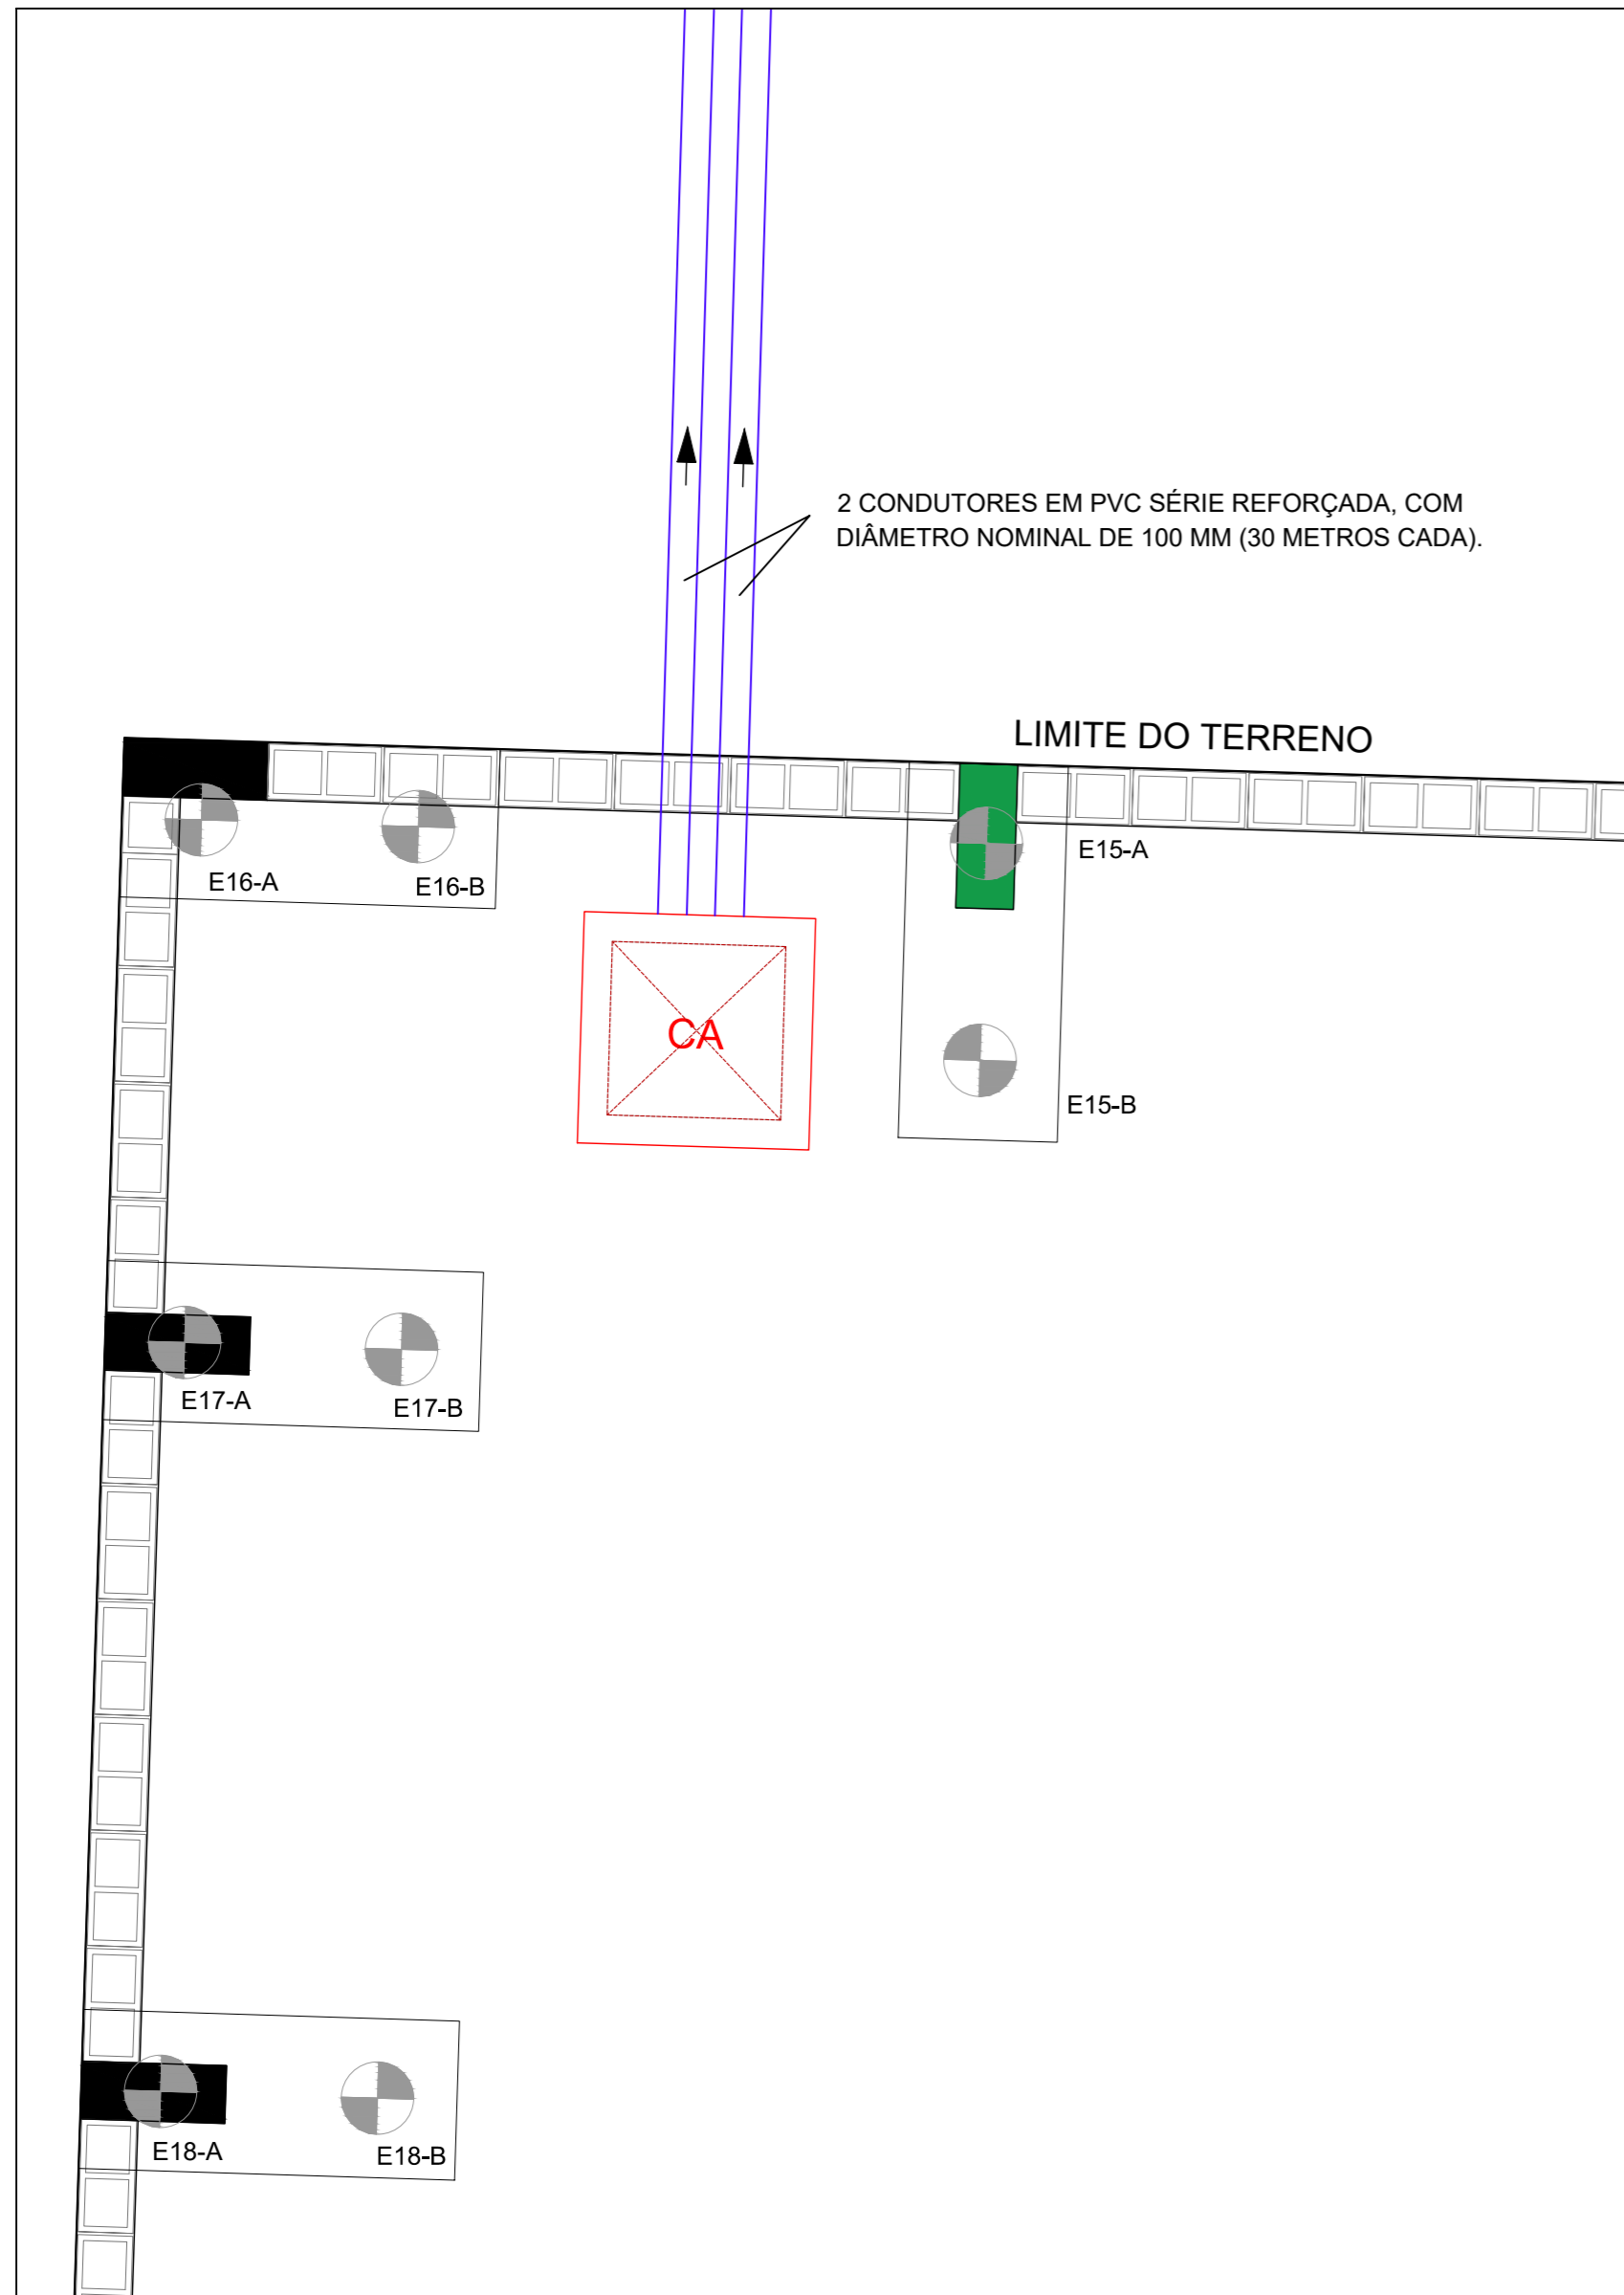 2 CONDUTORES EM PVC SÉRIE REFORÇADA, COM
DIÂMETRO NOMINAL DE 100 MM (30 METROS CADA).
LIMITE DO TERRENO
E15-A
E16-A
E16-B
CA
E15-B
E17-A
E17-B
E18-A
E18-B